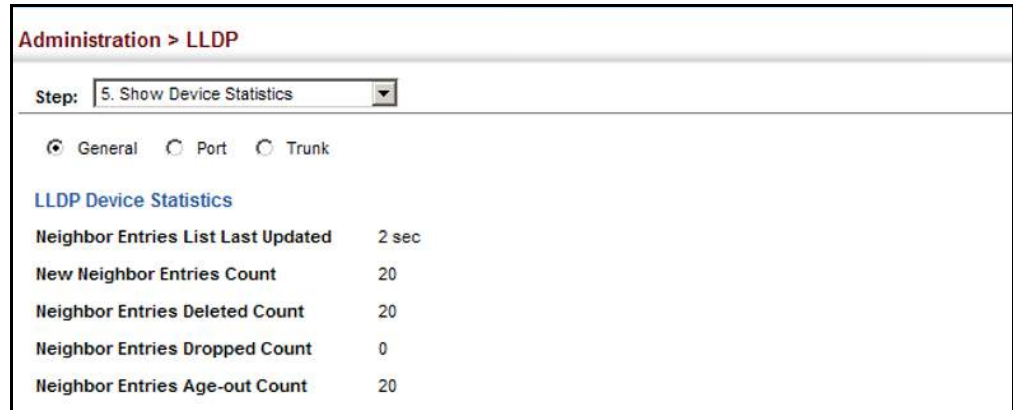 Administration > LLDP
Step: 5. Show Device Statistics
General Port Trunk
LLDP Device Statistics
Neighbor Entries List Last Updated 2 sec
New Neighbor Entries Count 20
Neighbor Entries Deleted Count 20
Neighbor Entries Dropped Count 0
Neighbor Entries Age-out Count 20